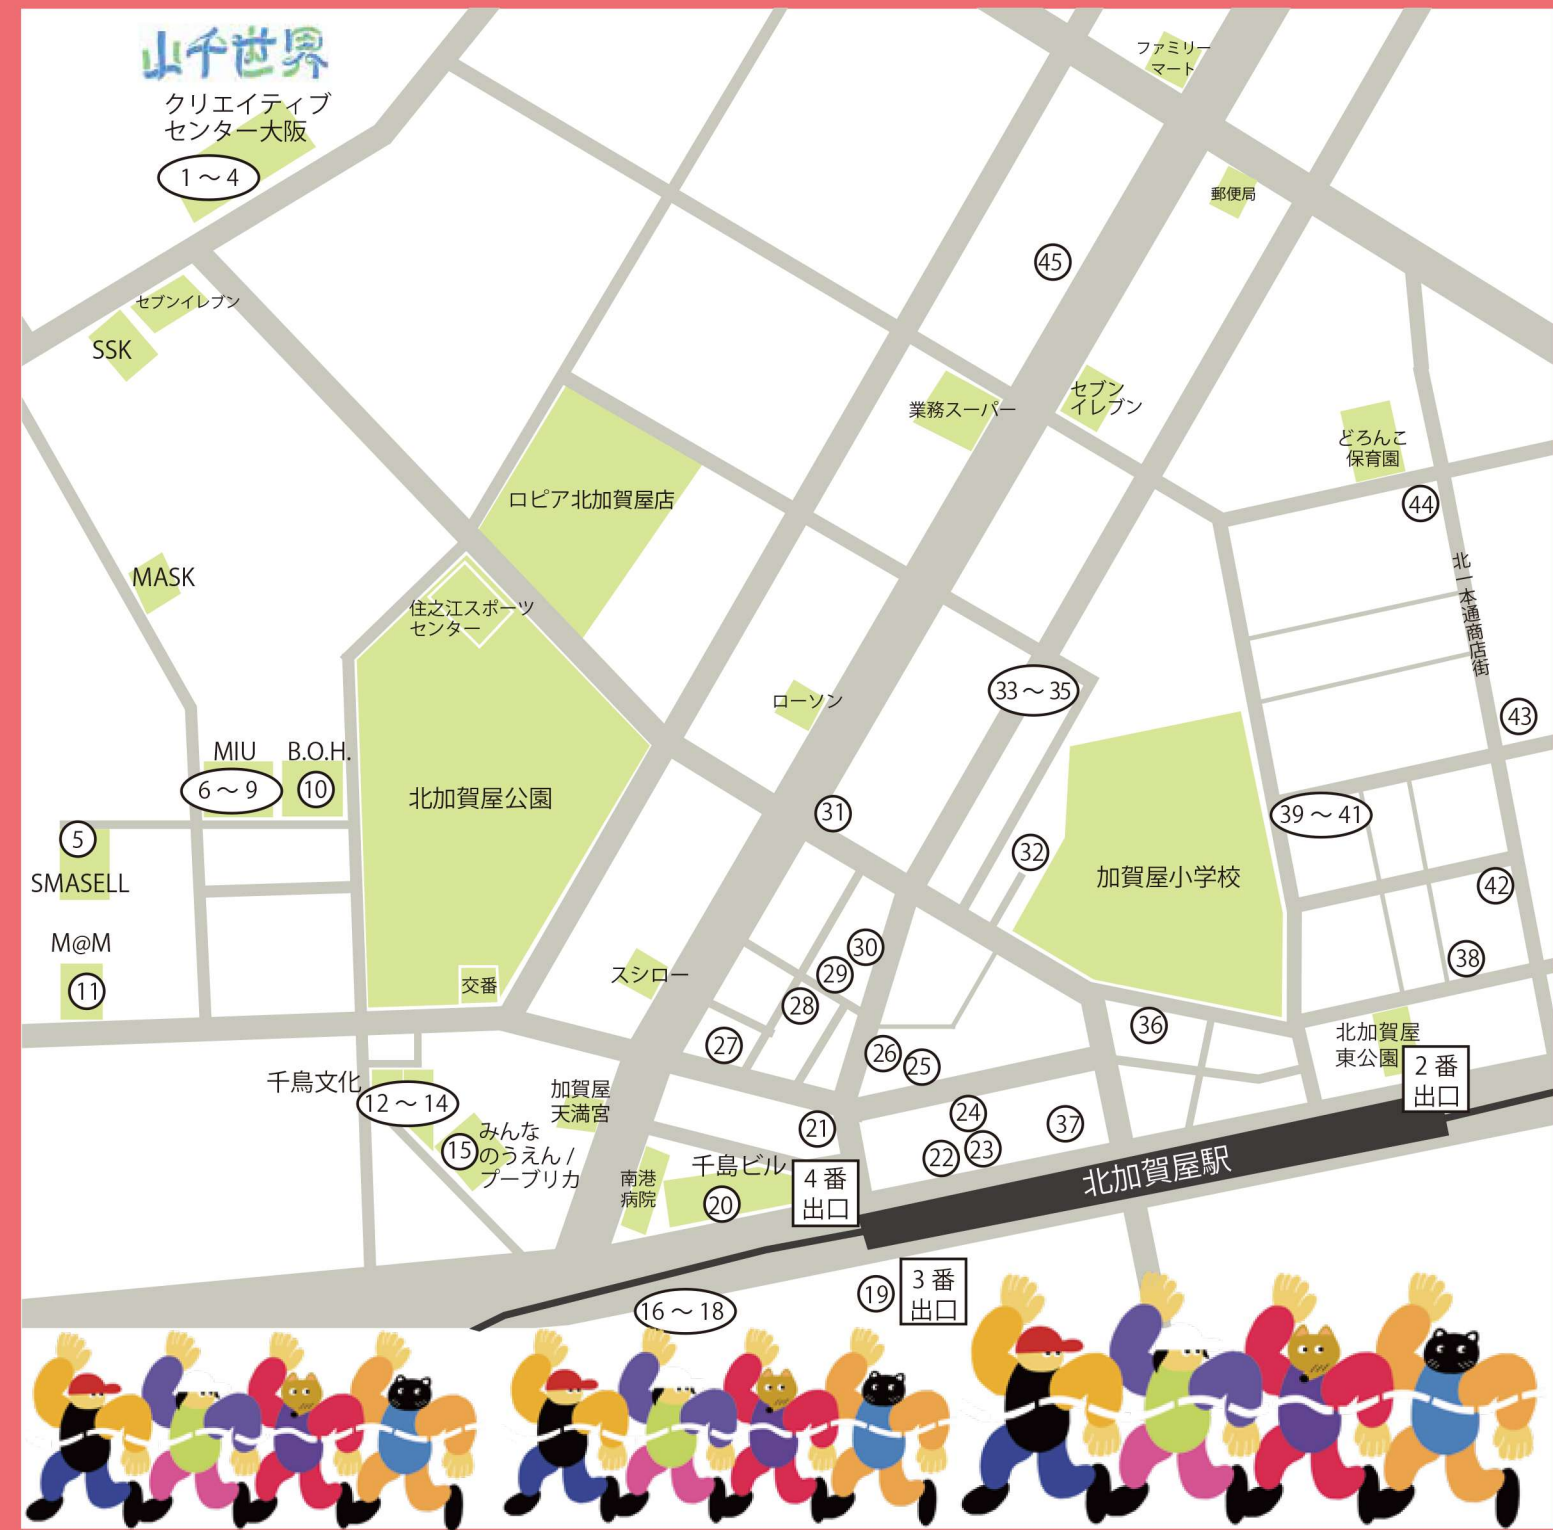 山千世界
クリエイティブ
センター大阪
1～4
ファミリー
マート
郵便局
45
セブンイレブン
SSK
業務スーパー
セブン
イレブン
どろんこ
保育園
44
ロピア北加賀屋店
北一本通商店街
MASK
住之江スポーツ
センター
33～35
ローソン
43
MIU
B.O.H.
6～9
10
北加賀屋公園
31
39～41
5
SMASELL
32
加賀屋小学校
42
M@M
11
交番
スシロー
30
29
28
38
27
26
25
36
北加賀屋
東公園
2番
出口
千鳥文化
12～14
加賀屋
天満宮
15
みんな
のうえん/
プーブリカ
21
24
23
22
37
南港
病院
千島ビル
20
4番
出口
北加賀屋駅
16～18
19
3番
出口